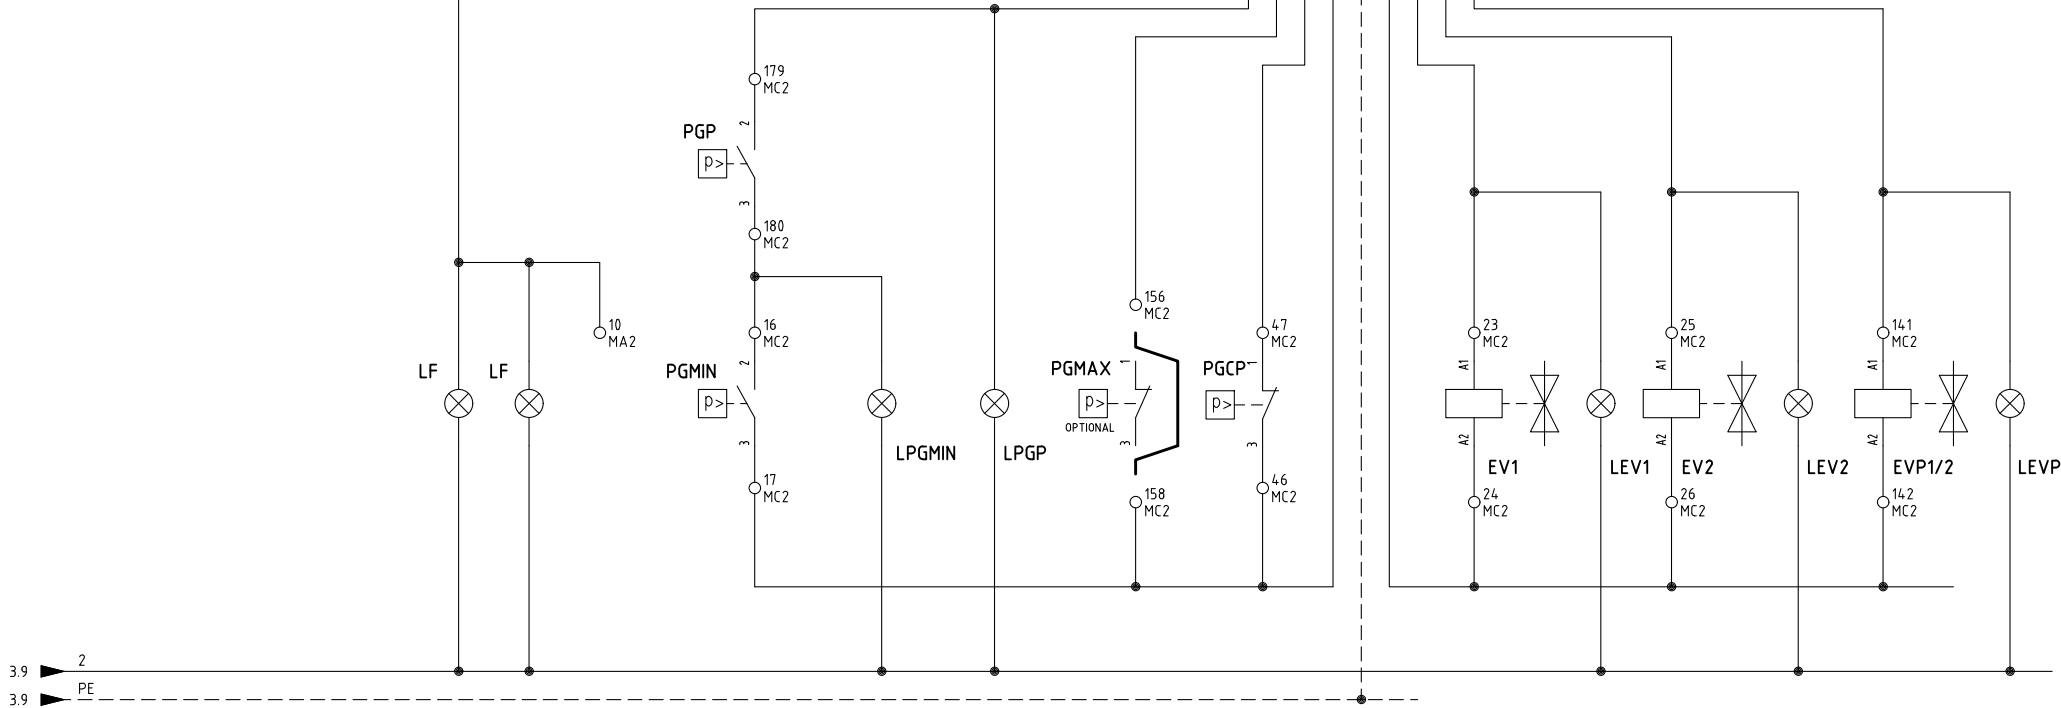 179
MC2
2
PGP
p>
3
180
MC2
10
MA2
16
MC2
156
MC2
47
MC2
23
MC2
25
MC2
141
MC2
LF
LF
PGMIN
2
p>
3
PGMAX
1
p>
OPTIONAL
3
PGCP
1
p>
3
A1
A2
A1
A2
A1
A2
LPGMIN
LPGP
EV1
LEV1
EV2
LEV2
EVP1/2
LEVP
17
MC2
158
MC2
46
MC2
24
MC2
26
MC2
142
MC2
3.9
2
3.9
PE